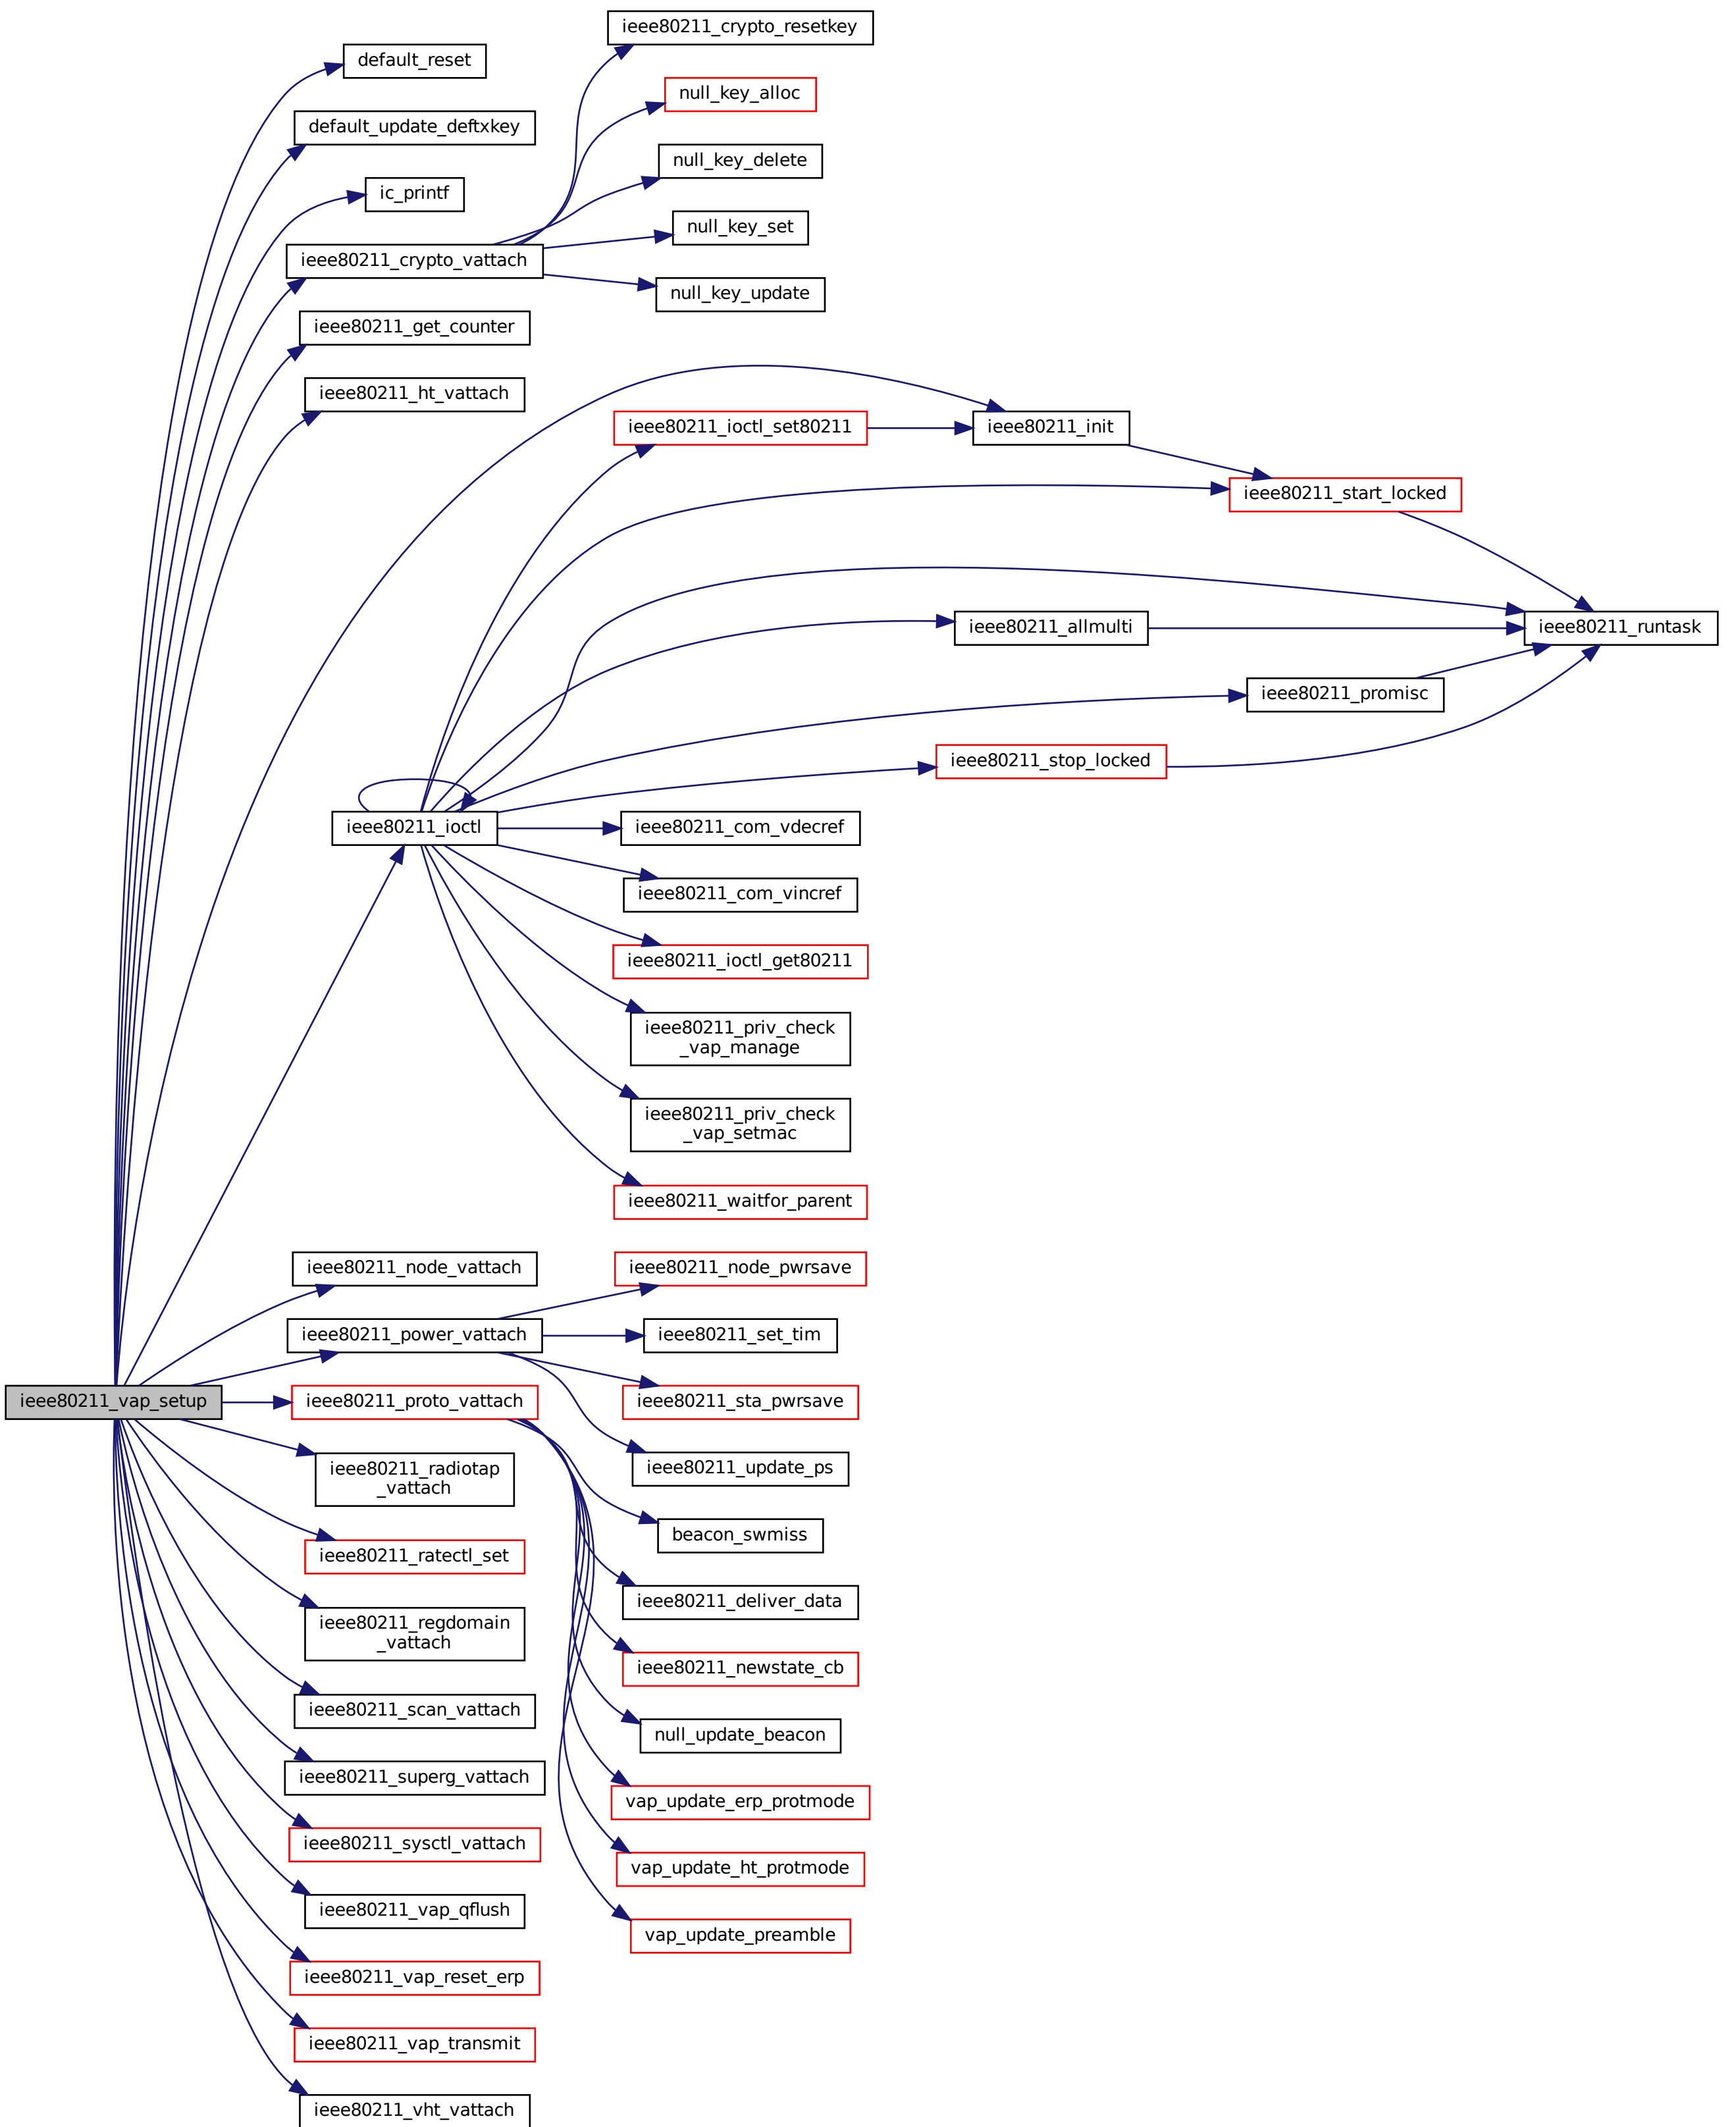 ieee80211_crypto_resetkey
default_reset
null_key_alloc
default_update_deftxkey
null_key_delete
ic_printf
null_key_set
ieee80211_crypto_vattach
null_key_update
ieee80211_get_counter
ieee80211_ht_vattach
ieee80211_ioctl_set80211
ieee80211_init
ieee80211_start_locked
ieee80211_allmulti
ieee80211_runtask
ieee80211_promisc
ieee80211_stop_locked
ieee80211_ioctl
ieee80211_com_vdecref
ieee80211_com_vincref
ieee80211_ioctl_get80211
ieee80211_priv_check
_vap_manage
ieee80211_priv_check
_vap_setmac
ieee80211_waitfor_parent
ieee80211_node_vattach
ieee80211_node_pwrsave
ieee80211_power_vattach
ieee80211_set_tim
ieee80211_vap_setup
ieee80211_proto_vattach
ieee80211_sta_pwrsave
ieee80211_radiotap
_vattach
ieee80211_update_ps
beacon_swmiss
ieee80211_ratectl_set
ieee80211_deliver_data
ieee80211_regdomain
_vattach
ieee80211_newstate_cb
ieee80211_scan_vattach
null_update_beacon
ieee80211_superg_vattach
vap_update_erp_protmode
ieee80211_sysctl_vattach
vap_update_ht_protmode
ieee80211_vap_qflush
vap_update_preamble
ieee80211_vap_reset_erp
ieee80211_vap_transmit
ieee80211_vht_vattach